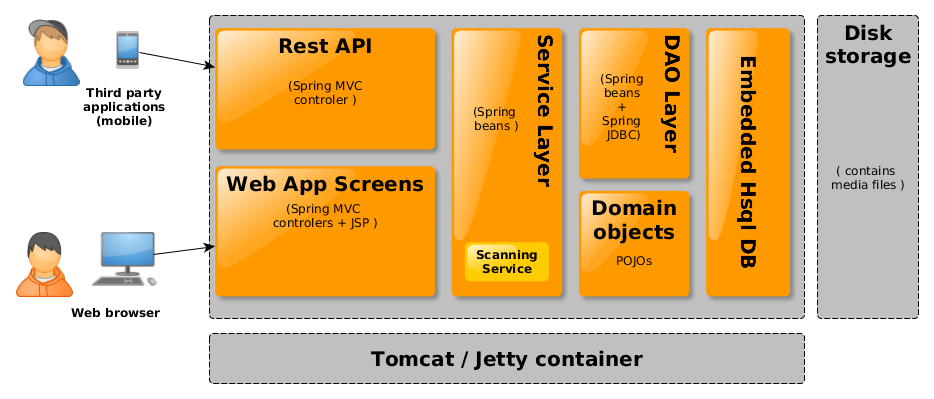 Third party
applications
(mobile)
Web browser
Rest API
(Spring MVC
controler )
Web App Screens
(Spring MVC
controlers + JSP )
Service Layer
(Spring
beans )
Scanning
Service
DAO Layer
(Spring
beans
+
Spring
JDBC)
Domain
objects
POJOs
Embedded Hsql DB
Disk
storage
( contains
media files )
Tomcat / Jetty container